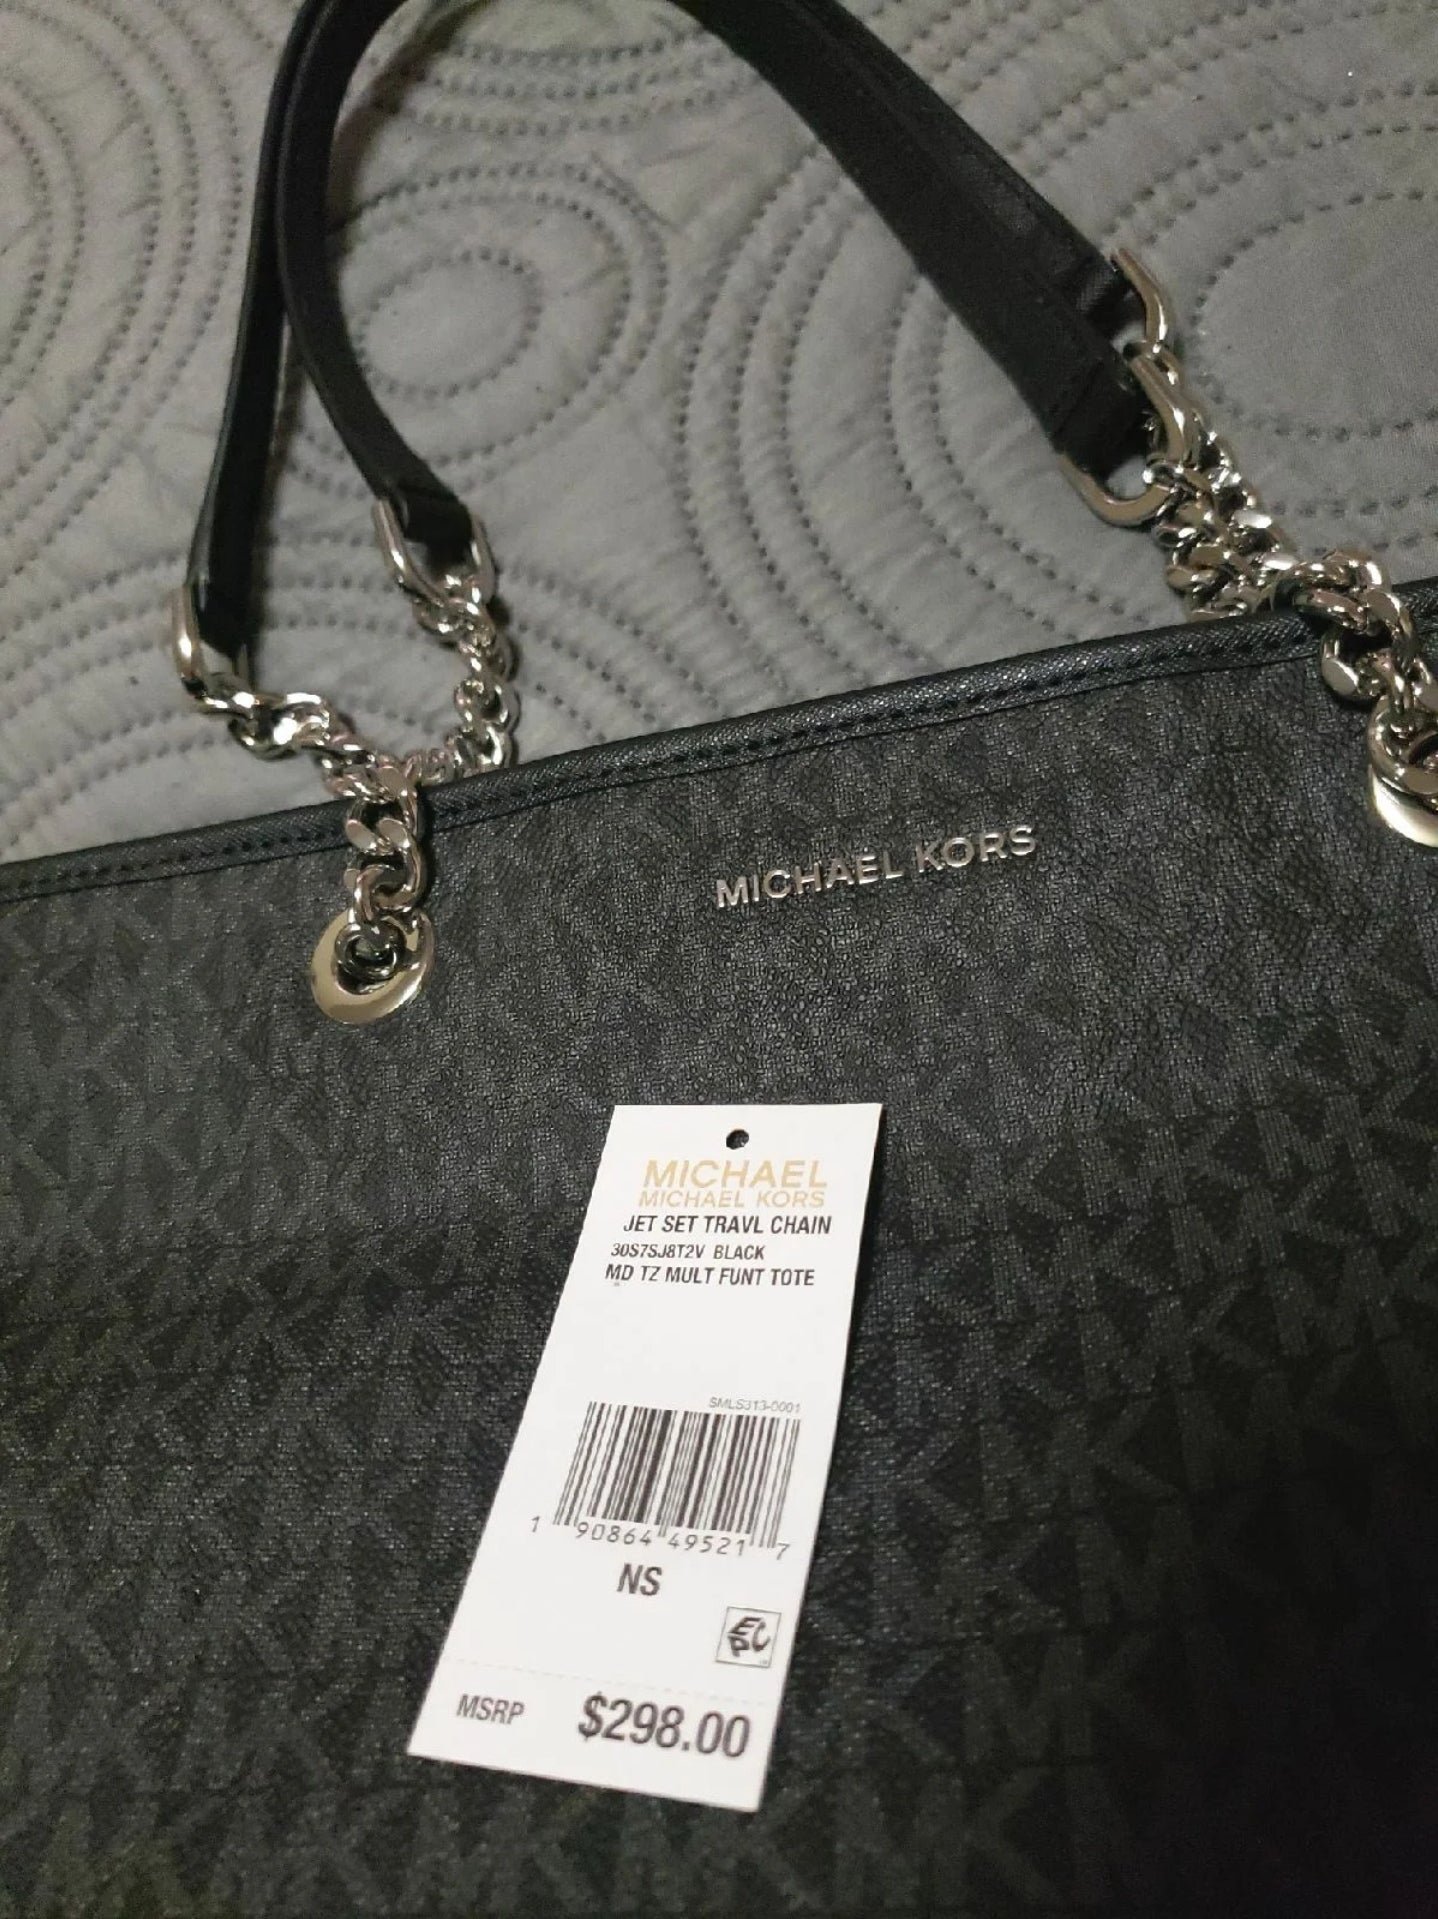 MICHAEL KORS
MICHAEL
MICHAEL KORS
JET SET TRAVL CHAIN
30S7SJ8T2V BLACK
MD TZ MULT FUNT TOTE
SMLS313-0001
1 90864 49521 7
NS
EPC
MSRP $298.00